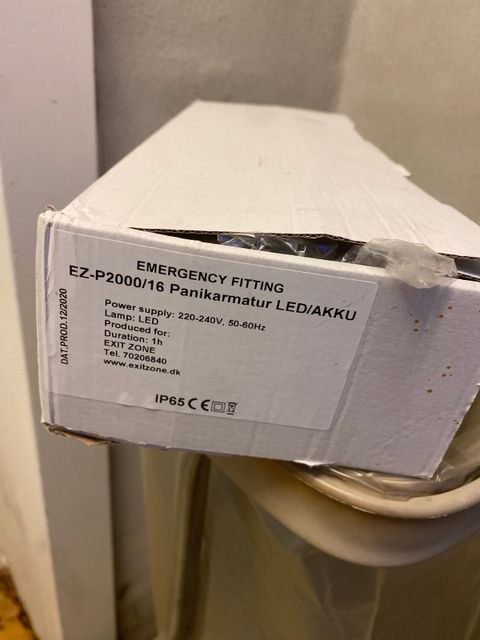 EMERGENCY FITTING
EZ-P2000/16 Panikarmatur LED/AKKU
Power supply: 220-240V, 50-60Hz
Lamp: LED
Produced for:
Duration: 1h
EXIT ZONE
Tel. 70206840
www.exitzone.dk
IP65 CE
DAT.PROD.12/2020